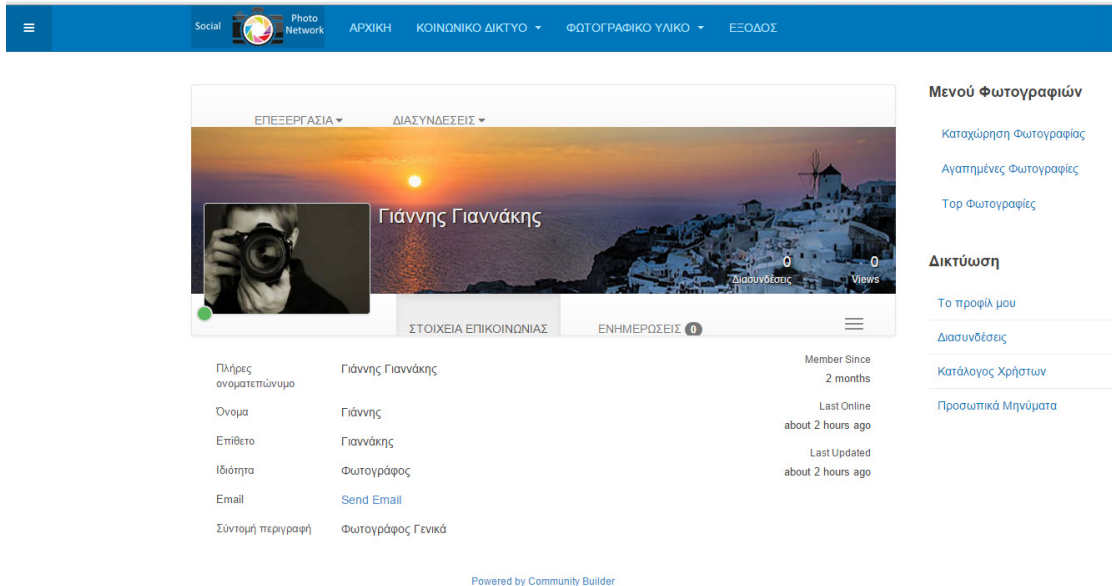 Social
Photo
Network
ΑΡΧΙΚΗ
ΚΟΙΝΩΝΙΚΟ ΔΙΚΤΥΟ
ΦΩΤΟΓΡΑΦΙΚΟ ΥΛΙΚΟ
ΕΞΟΔΟΣ
ΕΠΕΞΕΡΓΑΣΙΑ
ΔΙΑΣΥΝΔΕΣΕΙΣ
Γιάννης Γιαννάκης
0
Διασυνδέσεις
0
Views
ΣΤΟΙΧΕΙΑ ΕΠΙΚΟΙΝΩΝΙΑΣ
ΕΝΗΜΕΡΩΣΕΙΣ 0
Πλήρες
ονοματεπώνυμο
Γιάννης Γιαννάκης
Όνομα
Γιάννης
Επίθετο
Γιαννάκης
Ιδιότητα
Φωτογράφος
Email
Send Email
Σύντομή περιγραφή
Φωτογράφος Γενικά
Member Since
2 months
Last Online
about 2 hours ago
Last Updated
about 2 hours ago
Μενού Φωτογραφιών
Καταχώρηση Φωτογραφίας
Αγαπημένες Φωτογραφίες
Top Φωτογραφίες
Δικτύωση
Το προφίλ μου
Διασυνδέσεις
Κατάλογος Χρήστων
Προσωπικά Μηνύματα
Powered by Community Builder